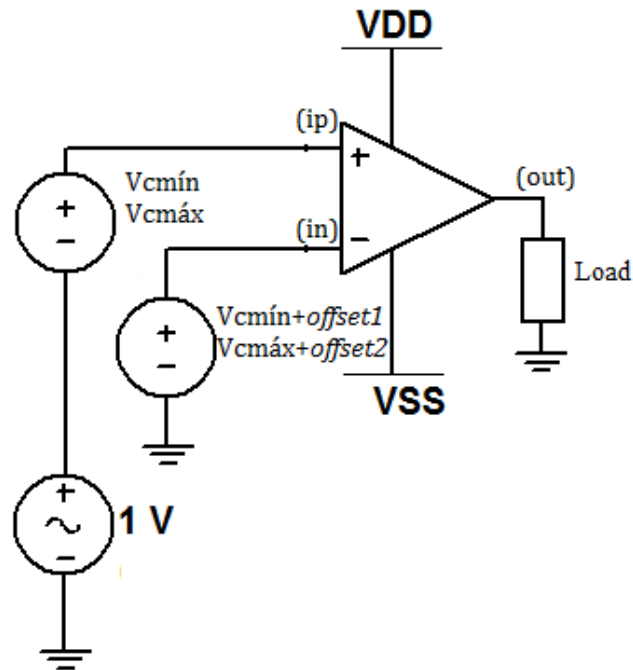 VDD
(ip)
+
(out)
Vcmín
Vcmáx
+
−
(in)
−
Load
Vcmín+offset1
Vcmáx+offset2
+
−
VSS
+
1 V
−